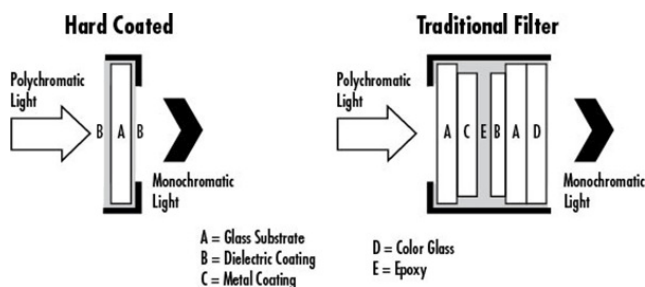 Hard Coated
Polychromatic
Light
B A B
Monochromatic
Light
Traditional Filter
Polychromatic
Light
A C E B A D
Monochromatic
Light
A = Glass Substrate
B = Dielectric Coating
C = Metal Coating
D = Color Glass
E = Epoxy